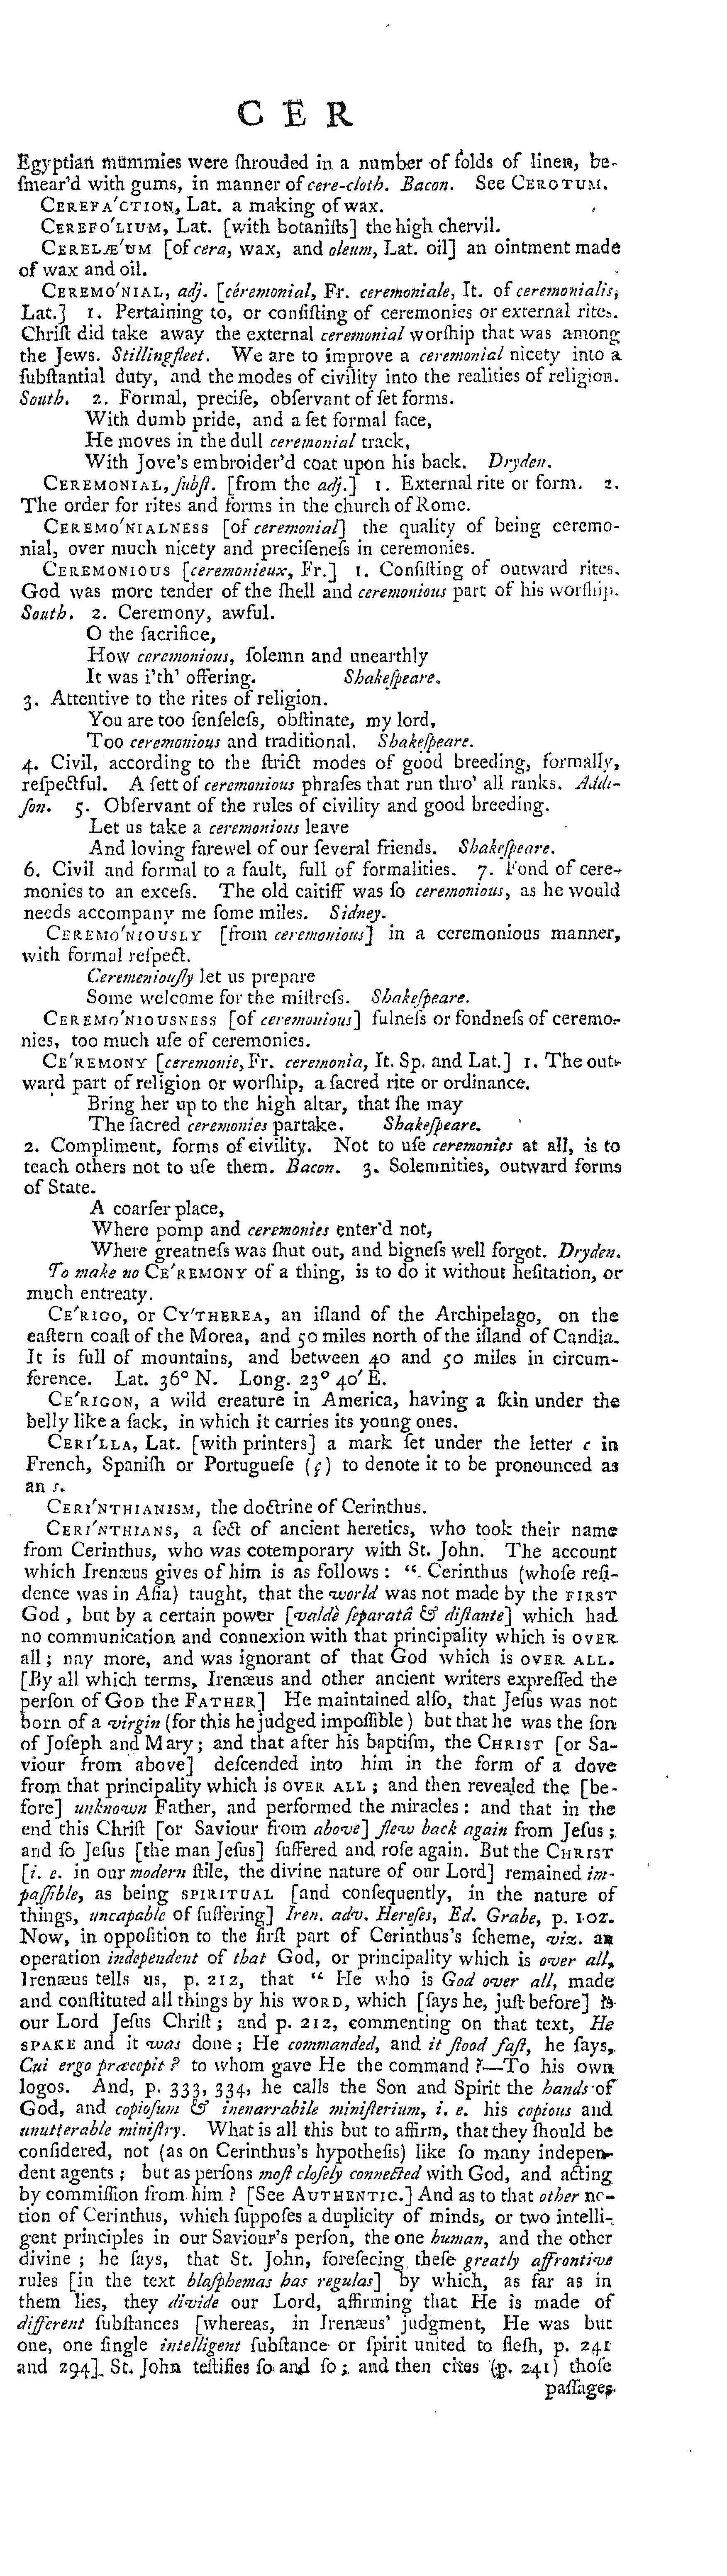 C E R
Egyptian mummies were ſhrouded in a number of folds of linen, be-
ſmear'd with gums, in manner of cere-cloth. Bacon. See CEROTUM.
CEREFA'CTION, Lat. a making of wax.
CEREFO'LIUM, Lat. [with botaniſts] the high chervil.
CERELÆ'UM [of cera, wax, and oleum, Lat. oil] an ointment made
of wax and oil.
CEREMO'NIAL, adj. [céremonial, Fr. ceremoniale, It. of ceremonialis,
Lat.] 1. Pertaining to, or conſiſting of ceremonies or external rites.
Chriſt did take away the external ceremonial worſhip that was among
the Jews. Stillingfleet. We are to improve a ceremonial nicety into a
ſubſtantial duty, and the modes of civility into the realities of religion.
South. 2. Formal, preciſe, obſervant of ſet forms.
With dumb pride, and a ſet formal face,
He moves in the dull ceremonial track,
With Jove's embroider'd coat upon his back. Dryden.
CEREMONIAL, ſubſt. [from the adj.] 1. External rite or form. 2.
The order for rites and forms in the church of Rome.
CEREMO'NIALNESS [of ceremonial] the quality of being ceremo-
nial, over much nicety and preciſeneſs in ceremonies.
CEREMONIOUS [ceremonieux, Fr.] 1. Conſiſting of outward rites.
God was more tender of the ſhell and ceremonious part of his worſhip.
South. 2. Ceremony, awful.
O the ſacrifice,
How ceremonious, ſolemn and unearthly
It was i'th' offering. Shakeſpeare.
3. Attentive to the rites of religion.
You are too ſenſeleſs, obſtinate, my lord,
Too ceremonious and traditional. Shakeſpeare.
4. Civil, according to the ſtrict modes of good breeding, formally,
reſpectful. A ſett of ceremonious phraſes that run thro' all ranks. Addi-
ſon. 5. Obſervant of the rules of civility and good breeding.
Let us take a ceremonious leave
And loving farewel of our ſeveral friends. Shakeſpeare.
6. Civil and formal to a fault, full of formalities. 7. Fond of cere-
monies to an exceſs. The old caitiff was ſo ceremonious, as he would
needs accompany me ſome miles. Sidney.
CEREMO'NIOUSLY [from ceremonious] in a ceremonious manner,
with formal reſpect.
Ceremeniouſly let us prepare
Some welcome for the miſtreſs. Shakeſpeare.
CEREMO'NIOUSNESS [of ceremonious] fulneſs or fondneſs of ceremo-
nies, too much uſe of ceremonies.
CE'REMONY [ceremonie, Fr. ceremonia, It. Sp. and Lat.] 1. The out-
ward part of religion or worſhip, a ſacred rite or ordinance.
Bring her up to the high altar, that ſhe may
The ſacred ceremonies partake. Shakeſpeare.
2. Compliment, forms of civility. Not to uſe ceremonies at all, is to
teach others not to uſe them. Bacon. 3. Solemnities, outward forms
of State.
A coarſer place,
Where pomp and ceremonies enter'd not,
Where greatneſs was ſhut out, and bigneſs well forgot. Dryden.
To make no CE'REMONY of a thing, is to do it without heſitation, or
much entreaty.
CE'RIGO, or CY'THEREA, an iſland of the Archipelago, on the
eaſtern coaſt of the Morea, and 50 miles north of the iſland of Candia.
It is full of mountains, and between 40 and 50 miles in circum-
ference. Lat. 36° N. Long. 23° 40′ E.
CE'RIGON, a wild creature in America, having a ſkin under the
belly like a ſack, in which it carries its young ones.
CERI'LLA, Lat. [with printers] a mark ſet under the letter c in
French, Spaniſh or Portugueſe (ç) to denote it to be pronounced as
an s.
CERI'NTHIANISM, the doctrine of Cerinthus.
CERI'NTHIANS, a ſect of ancient heretics, who took their name
from Cerinthus, who was cotemporary with St. John. The account
which Irenæus gives of him is as follows: “ Cerinthus (whoſe reſi-
dence was in Aſia) taught, that the world was not made by the FIRST
God, but by a certain power [valdè ſeparatâ & diſtante] which had
no communication and connexion with that principality which is OVER
all; nay more, and was ignorant of that God which is OVER ALL.
[By all which terms, Irenæus and other ancient writers expreſſed the
perſon of GOD the FATHER] He maintained alſo, that Jeſus was not
born of a virgin (for this he judged impoſſible) but that he was the ſon
of Joſeph and Mary; and that after his baptiſm, the CHRIST [or Sa-
viour from above] deſcended into him in the form of a dove
from that principality which is OVER ALL; and then revealed the [be-
fore] unknown Father, and performed the miracles: and that in the
end this Chriſt [or Saviour from above] flew back again from Jeſus;
and ſo Jeſus [the man Jeſus] ſuffered and roſe again. But the CHRIST
[i. e. in our modern ſtile, the divine nature of our Lord] remained im-
paſſible, as being SPIRITUAL [and conſequently, in the nature of
things, uncapable of ſuffering] Iren. adv. Hereſes, Ed. Grabe, p. 102.
Now, in oppoſition to the firſt part of Cerinthus's ſcheme, viz. an
operation independent of that God, or principality which is over all,
Irenæus tells us, p. 212, that “ He who is God over all, made
and conſtituted all things by his WORD, which [ſays he, juſt before] is
our Lord Jeſus Chriſt; and p. 212, commenting on that text, He
SPAKE and it was done; He commanded, and it ſtood faſt, he ſays,
Cui ergo præcepit? to whom gave He the command?—To his own
logos. And, p. 333, 334, he calls the Son and Spirit the hands of
God, and copioſum & inenarrabile miniſterium, i. e. his copious and
unutterable miniſtry. What is all this but to affirm, that they ſhould be
conſidered, not (as on Cerinthus's hypotheſis) like ſo many indepen-
dent agents; but as perſons moſt cloſely connected with God, and acting
by commiſſion from him? [See AUTHENTIC.] And as to that other no-
tion of Cerinthus, which ſuppoſes a duplicity of minds, or two intelli-
gent principles in our Saviour's perſon, the one human, and the other
divine; he ſays, that St. John, foreſeeing theſe greatly affrontive
rules [in the text blaſphemas has regulas] by which, as far as in
them lies, they divide our Lord, affirming that He is made of
different ſubſtances [whereas, in Irenæus' judgment, He was but
one, one ſingle intelligent ſubſtance or ſpirit united to fleſh, p. 241
and 294]. St. John teſtifies ſo and ſo; and then cites (p. 241) thoſe
paſſages